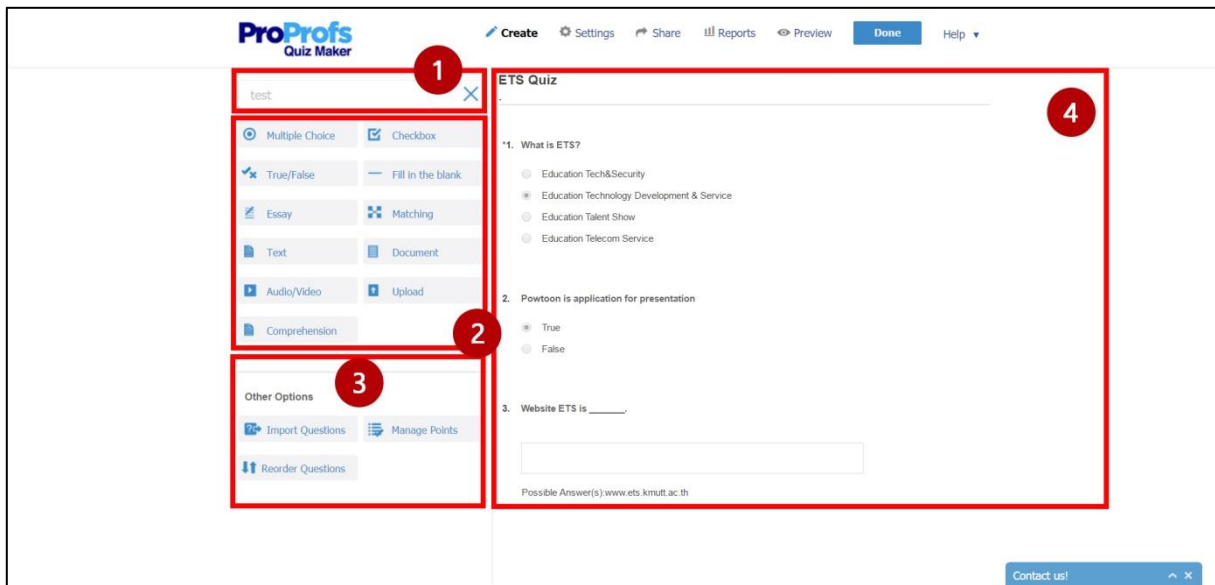 ProProfs
Quiz Maker
Create Settings Share Reports Preview Done Help
1
test
2
Multiple Choice Checkbox
True/False Fill in the blank
Essay Matching
Text Document
Audio/Video Upload
Comprehension
3
Other Options
Import Questions Manage Points
Reorder Questions
4
ETS Quiz
.
*1. What is ETS?
Education Tech&Security
Education Technology Development & Service
Education Talent Show
Education Telecom Service
2. Powtoon is application for presentation
True
False
3. Website ETS is ______.
Possible Answer(s):www.ets.kmutt.ac.th
Contact us!